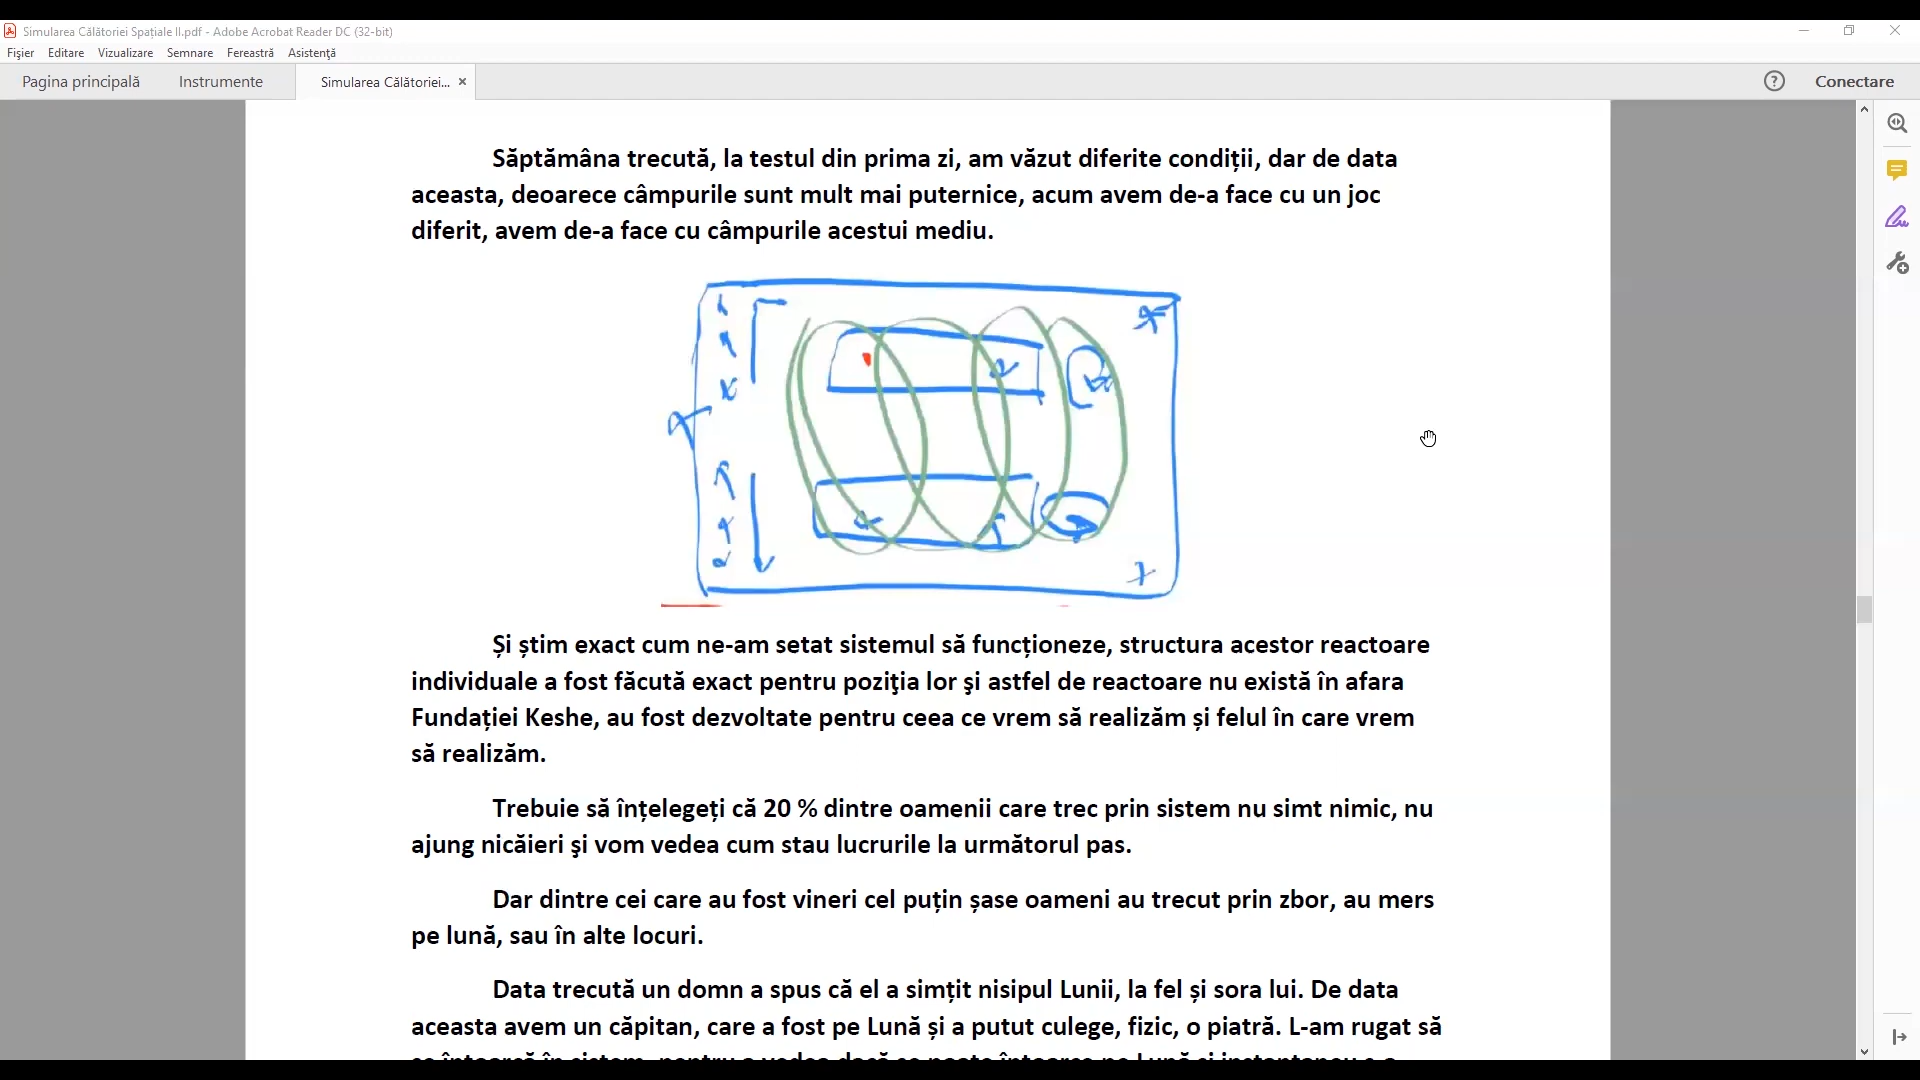 Simularea Călătoriei Spațiale II.pdf - Adobe Acrobat Reader DC (32-bit)
Fișier Editare Vizualizare Semnare Fereastră Asistență
Pagina principală Instrumente Simularea Călătoriei... × Conectare
Săptămâna trecută, la testul din prima zi, am văzut diferite condiții, dar de data
aceasta, deoarece câmpurile sunt mult mai puternice, acum avem de-a face cu un joc
diferit, avem de-a face cu câmpurile acestui mediu.
Și știm exact cum ne-am setat sistemul să funcționeze, structura acestor reactoare
individuale a fost făcută exact pentru poziţia lor şi astfel de reactoare nu există în afara
Fundației Keshe, au fost dezvoltate pentru ceea ce vrem să realizăm și felul în care vrem
să realizăm.
Trebuie să înțelegeți că 20 % dintre oamenii care trec prin sistem nu simt nimic, nu
ajung nicăieri şi vom vedea cum stau lucrurile la următorul pas.
Dar dintre cei care au fost vineri cel puțin șase oameni au trecut prin zbor, au mers
pe lună, sau în alte locuri.
Data trecută un domn a spus că el a simțit nisipul Lunii, la fel și sora lui. De data
aceasta avem un căpitan, care a fost pe Lună și a putut culege, fizic, o piatră. L-am rugat să